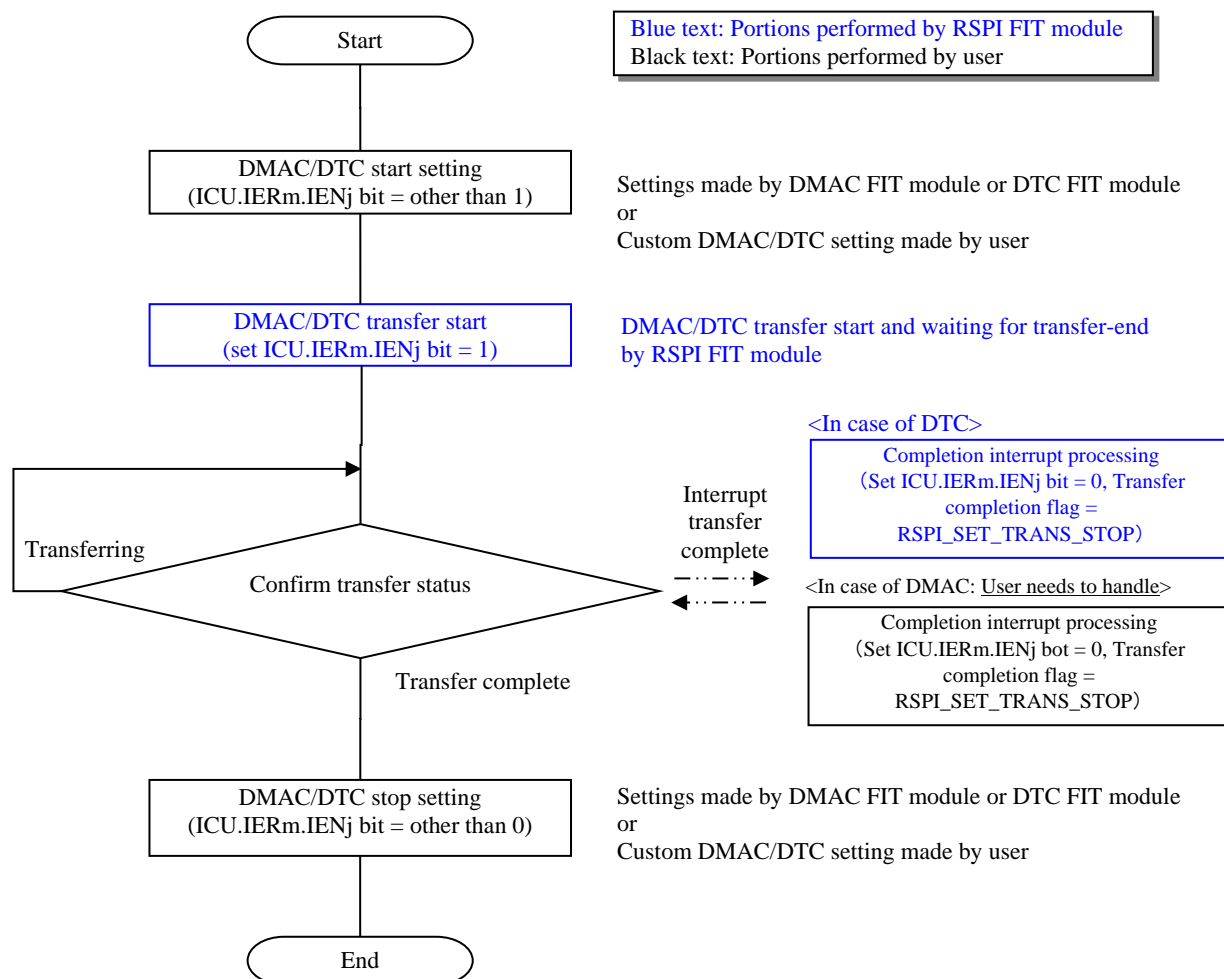 Start
Blue text: Portions performed by RSPI FIT module
Black text: Portions performed by user
DMAC/DTC start setting
(ICU.IERm.IENj bit = other than 1)
Settings made by DMAC FIT module or DTC FIT module
or
Custom DMAC/DTC setting made by user
DMAC/DTC transfer start
(set ICU.IERm.IENj bit = 1)
DMAC/DTC transfer start and waiting for transfer-end
by RSPI FIT module
<In case of DTC>
Completion interrupt processing
（Set ICU.IERm.IENj bit = 0, Transfer
completion flag =
RSPI_SET_TRANS_STOP）
Interrupt
transfer
complete
Transferring
Confirm transfer status
<In case of DMAC: User needs to handle>
Completion interrupt processing
（Set ICU.IERm.IENj bot = 0, Transfer
completion flag =
RSPI_SET_TRANS_STOP）
Transfer complete
DMAC/DTC stop setting
(ICU.IERm.IENj bit = other than 0)
Settings made by DMAC FIT module or DTC FIT module
or
Custom DMAC/DTC setting made by user
End